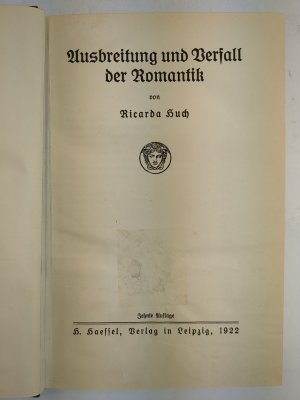 Ausbreitung und Verfall
der Romantik
von
Ricarda Huch
Zehnte Auflage
H. Haessel, Verlag in Leipzig, 1922